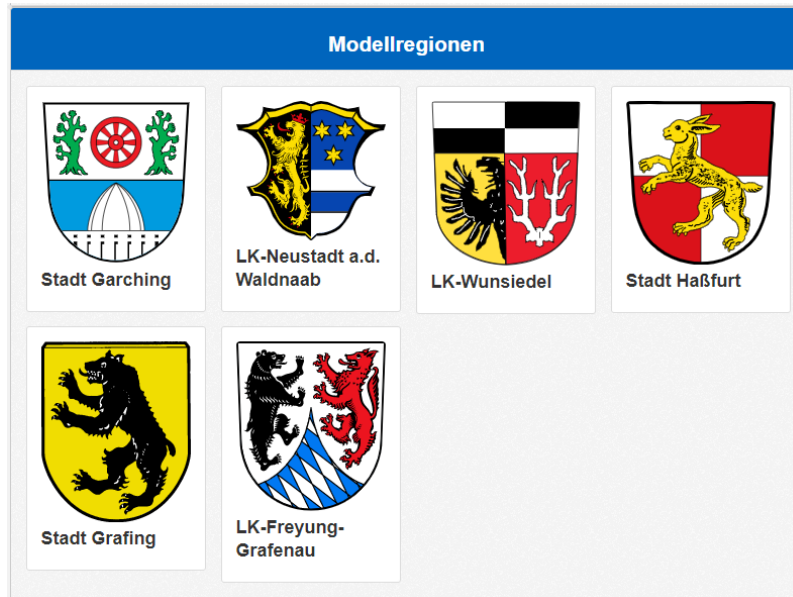 Modellregionen
Stadt Garching
LK-Neustadt a.d.
Waldnaab
LK-Wunsiedel
Stadt Haßfurt
Stadt Grafing
LK-Freyung-
Grafenau